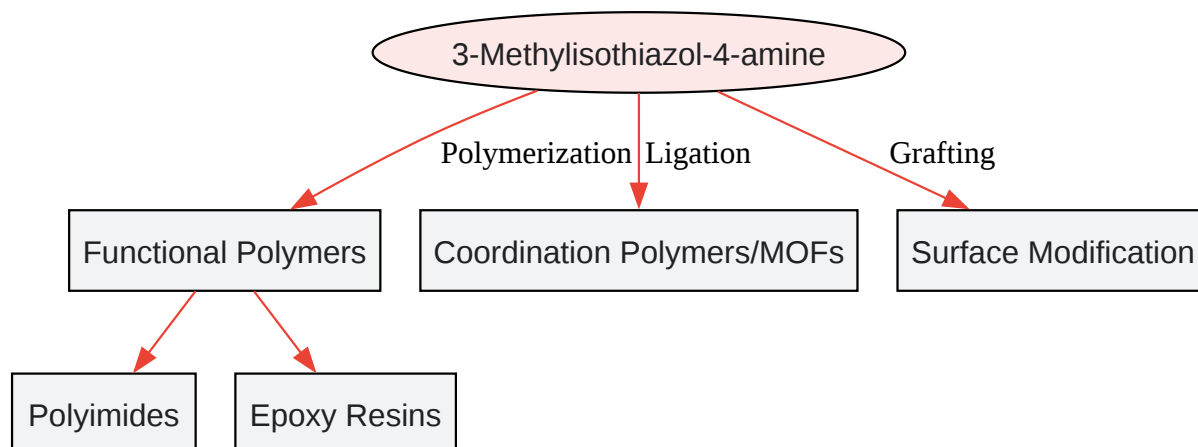 3-Methylisothiazol-4-amine
Polymerization
Ligation
Grafting
Functional Polymers
Coordination Polymers/MOFs
Surface Modification
Polyimides
Epoxy Resins